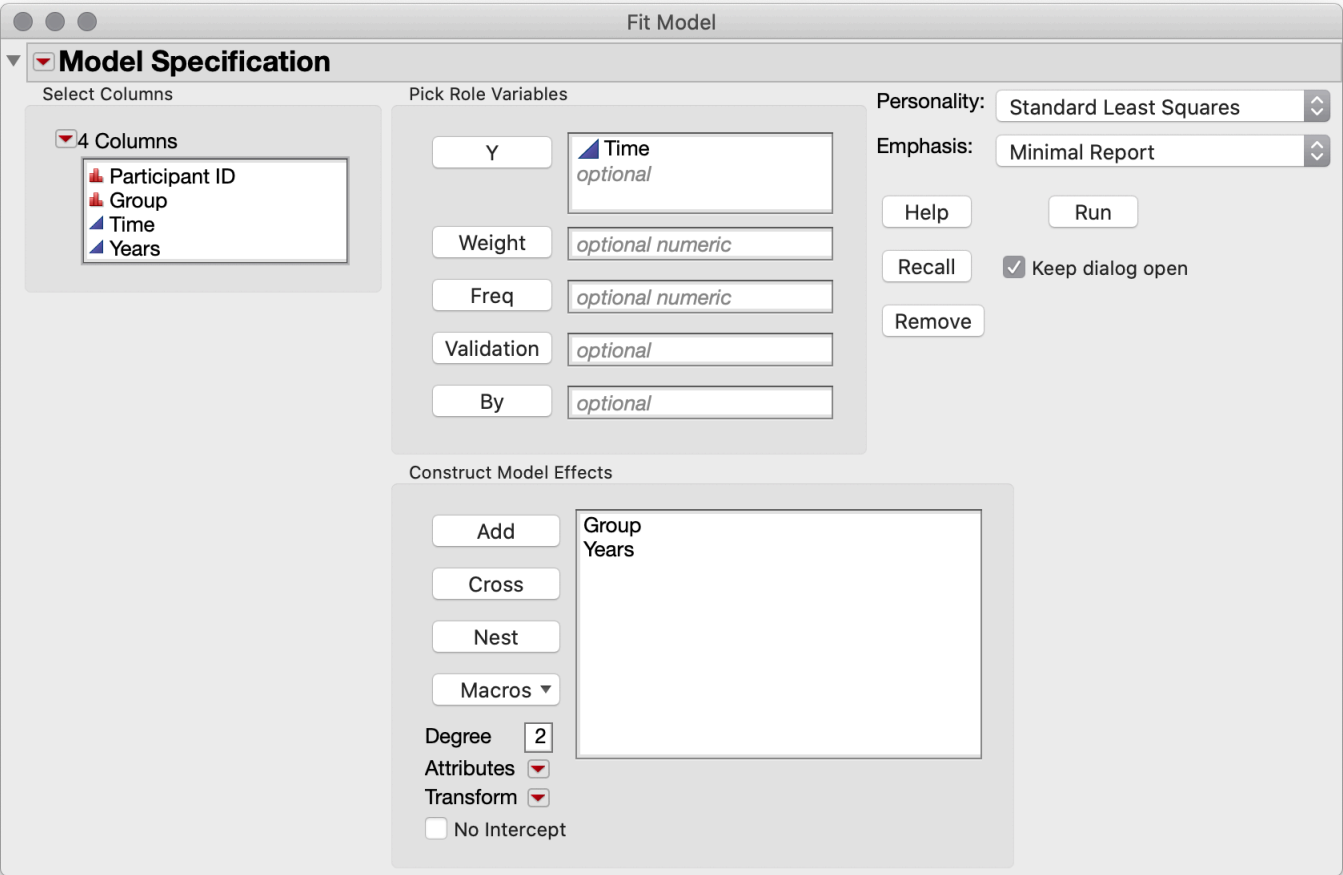 Fit Model
Model Specification
Select Columns
4 Columns
Participant ID
Group
Time
Years
Pick Role Variables
Y
Time
optional
Weight
optional numeric
Freq
optional numeric
Validation
optional
By
optional
Personality:
Standard Least Squares
Emphasis:
Minimal Report
Help
Run
Recall
Keep dialog open
Remove
Construct Model Effects
Add
Cross
Nest
Macros
Group
Years
Degree
2
Attributes
Transform
No Intercept